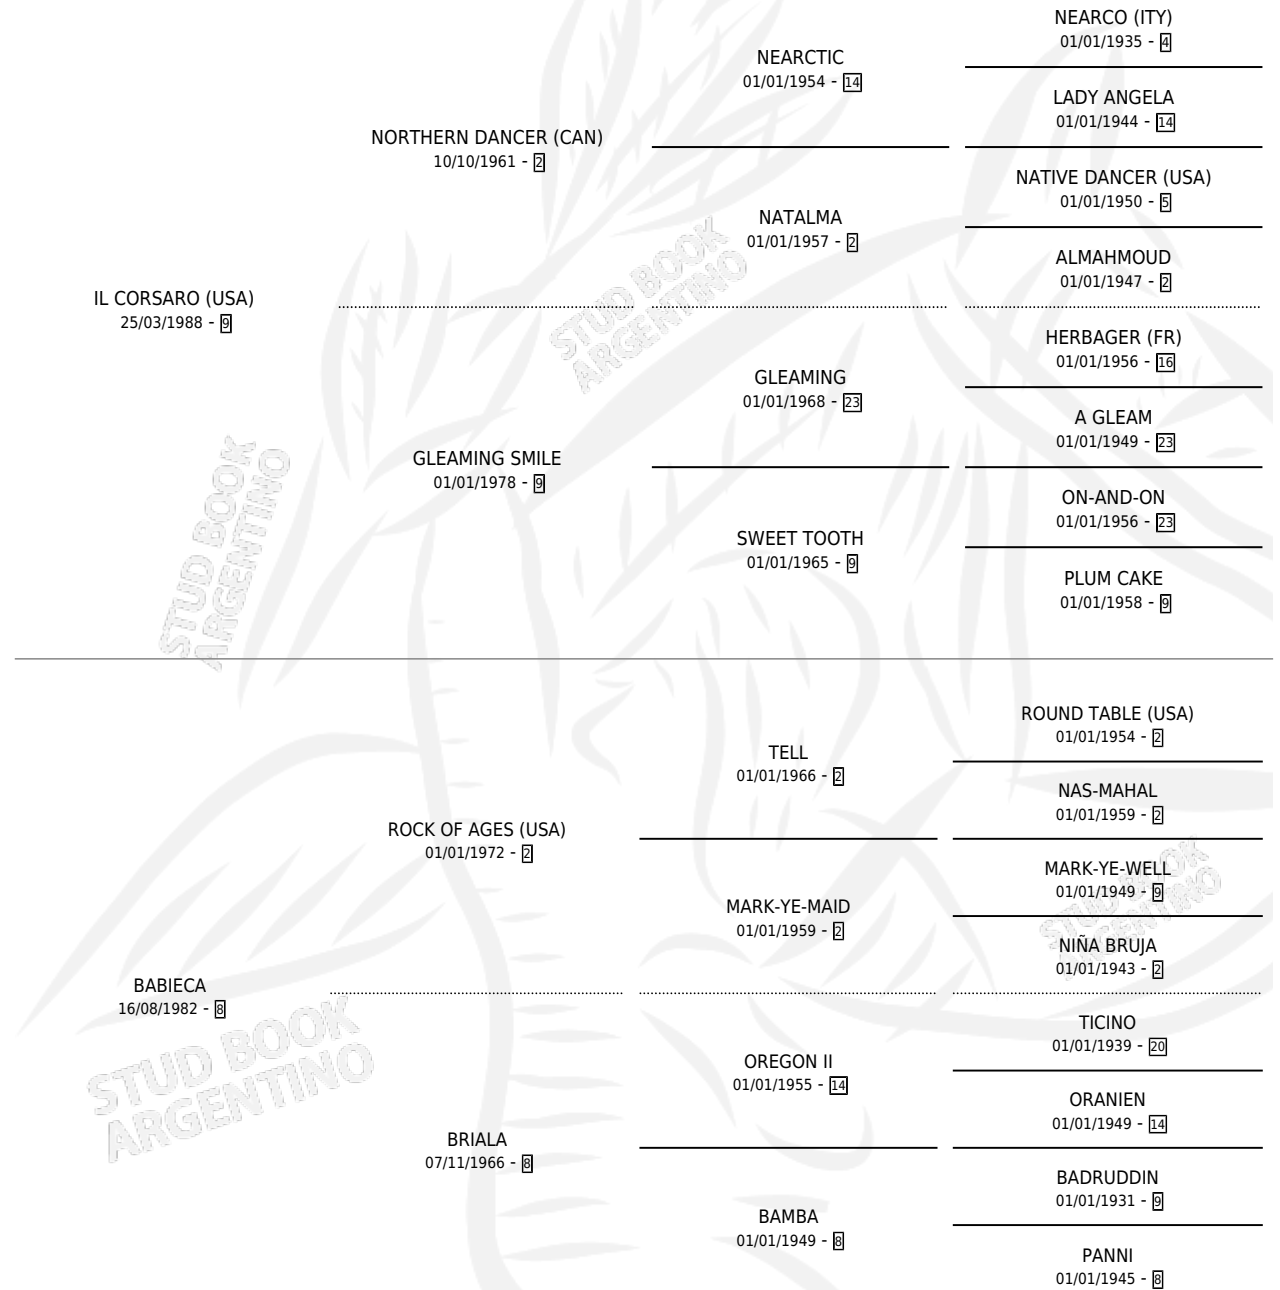 NEARCO (ITY)
01/01/1935 - 4
NEARCTIC
01/01/1954 - 14
LADY ANGELA
01/01/1944 - 14
NORTHERN DANCER (CAN)
10/10/1961 - 2
NATIVE DANCER (USA)
01/01/1950 - 5
NATALMA
01/01/1957 - 2
ALMAHMOUD
01/01/1947 - 2
IL CORSARO (USA)
25/03/1988 - 9
HERBAGER (FR)
01/01/1956 - 16
GLEAMING
01/01/1968 - 23
A GLEAM
01/01/1949 - 23
GLEAMING SMILE
01/01/1978 - 9
ON-AND-ON
01/01/1956 - 23
SWEET TOOTH
01/01/1965 - 9
PLUM CAKE
01/01/1958 - 9
ROUND TABLE (USA)
01/01/1954 - 2
TELL
01/01/1966 - 2
NAS-MAHAL
01/01/1959 - 2
ROCK OF AGES (USA)
01/01/1972 - 2
MARK-YE-WELL
01/01/1949 - 9
MARK-YE-MAID
01/01/1959 - 2
NIÑA BRUJA
01/01/1943 - 2
BABIECA
16/08/1982 - 8
TICINO
01/01/1939 - 20
OREGON II
01/01/1955 - 14
ORANIEN
01/01/1949 - 14
BRIALA
07/11/1966 - 8
BADRUDDIN
01/01/1931 - 9
BAMBA
01/01/1949 - 8
PANNI
01/01/1945 - 8
STUD BOOK
ARGENTINO
STUD BOOK
ARGENTINO
STUD BOOK
ARGENTINO
STUD BOOK
ARGENTINO